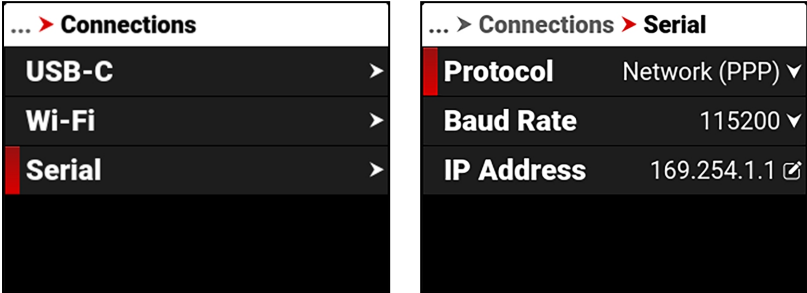 ... ➤ Connections
USB-C
Wi-Fi
Serial
... ➤ Connections ➤ Serial
Protocol Network (PPP)
Baud Rate 115200
IP Address 169.254.1.1